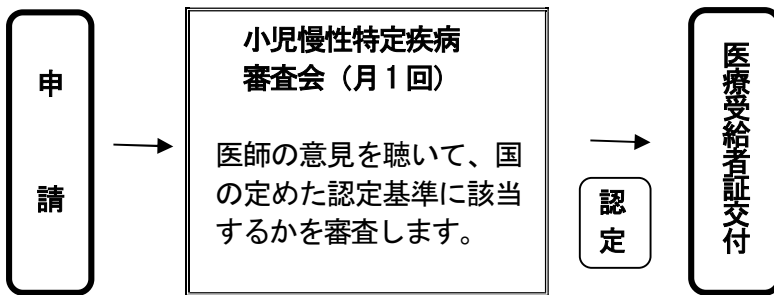 申請
小児慢性特定疾病
審査会（月１回）
医師の意見を聴いて、国
の定めた認定基準に該当
するかを審査します。
認定
医療受給者証交付